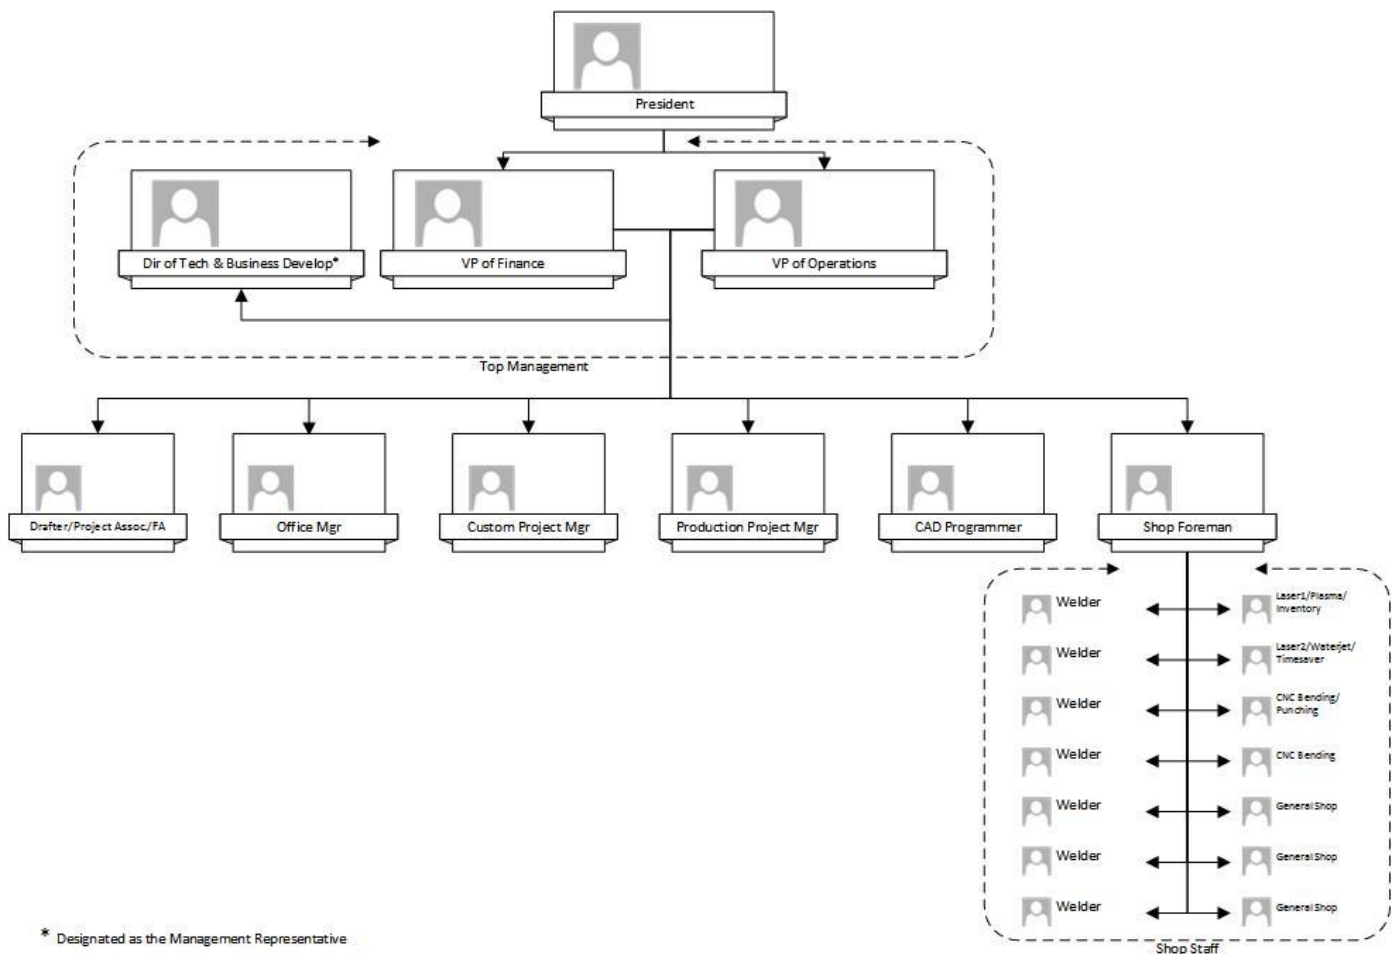 President
Dir of Tech & Business Develop*
VP of Finance
VP of Operations
Top Management
Drafter/Project Assoc./FA
Office Mgr
Custom Project Mgr
Production Project Mgr
CAD Programmer
Shop Foreman
Welder
Laser1/Plasma/
Inventory
Welder
Laser2/Waterjet/
Timesaver
Welder
CNC Bending/
Punching
Welder
CNC Bending
Welder
General Shop
Welder
General Shop
Welder
General Shop
Shop Staff
* Designated as the Management Representative